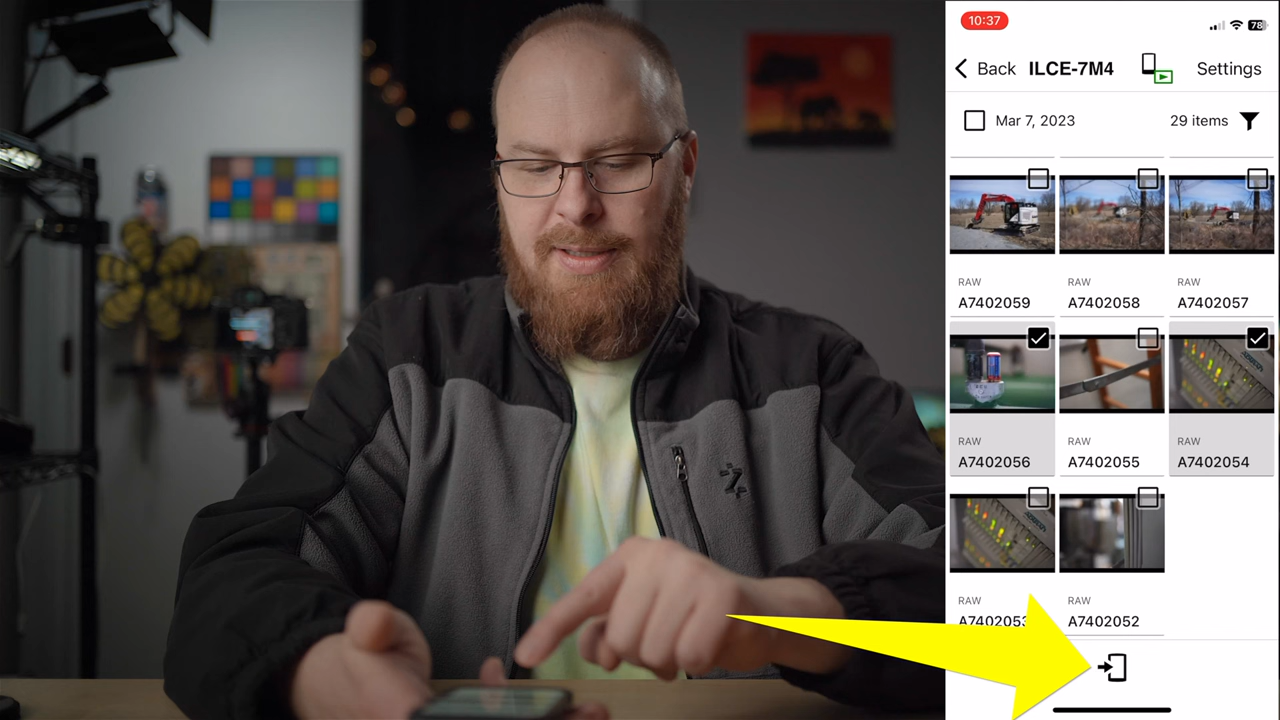 10:37
78
Back ILCE-7M4 Settings
Mar 7, 2023 29 items
RAW RAW RAW
A7402059 A7402058 A7402057
RAW RAW RAW
A7402056 A7402055 A7402054
RAW RAW
A7402053 A7402052